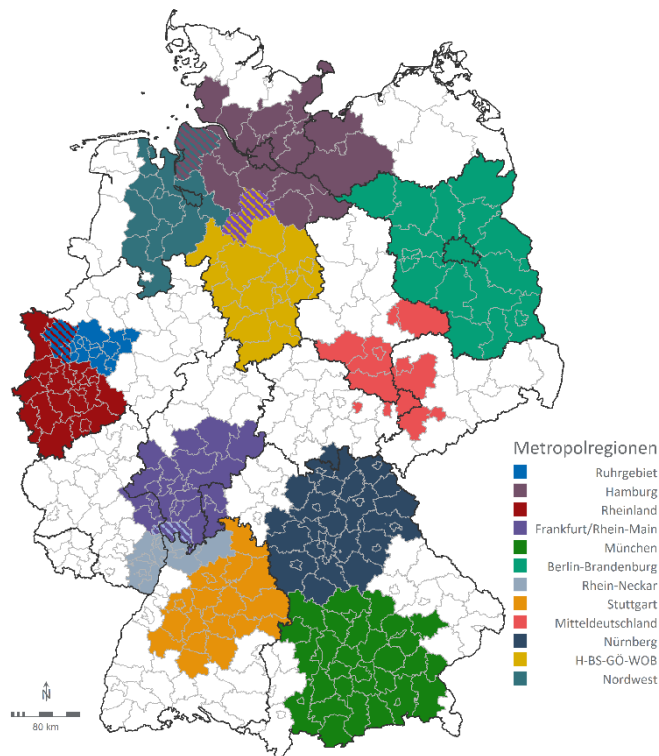 Metropolregionen
Ruhrgebiet
Hamburg
Rheinland
Frankfurt/Rhein-Main
München
Berlin-Brandenburg
Rhein-Neckar
Stuttgart
Mitteldeutschland
Nürnberg
H-BS-GÖ-WOB
Nordwest
N
80 km